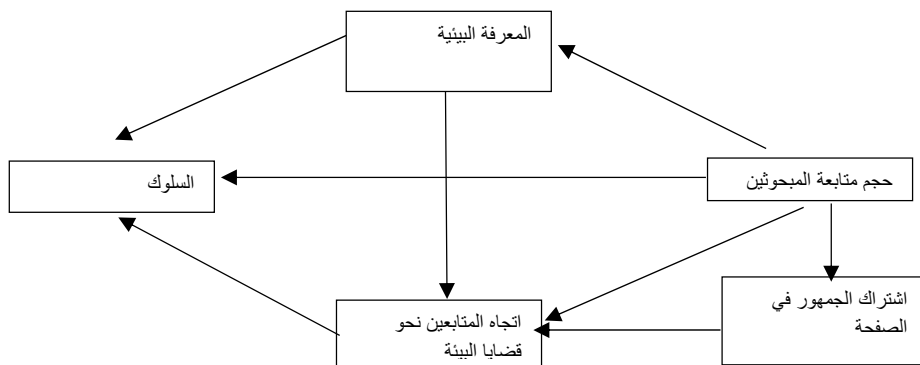 المعرفة البيئية
حجم متابعة المبحوثين
السلوك
اشتراك الجمهور في
الصفحة
اتجاه المتابعين نحو
قضايا البيئة